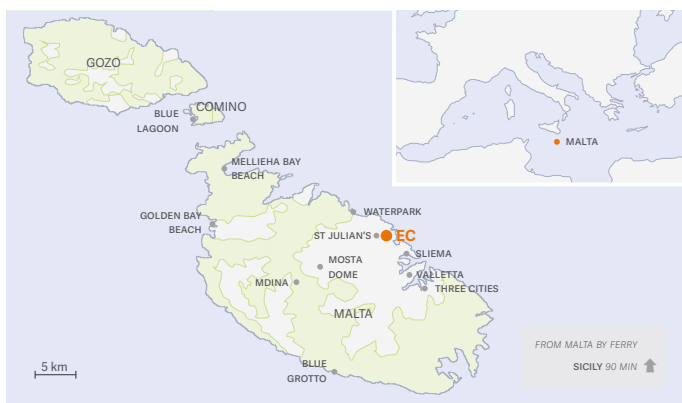 GOZO
COMINO
BLUE
LAGOON
MELLIEHA BAY
BEACH
GOLDEN BAY
BEACH
WATERPARK
ST JULIAN'S
EC
SLIEMA
MOSTA
DOME
VALLETTA
MDINA
THREE CITIES
MALTA
BLUE
GROTTO
5 km
MALTA
FROM MALTA BY FERRY
SICILY 90 MIN